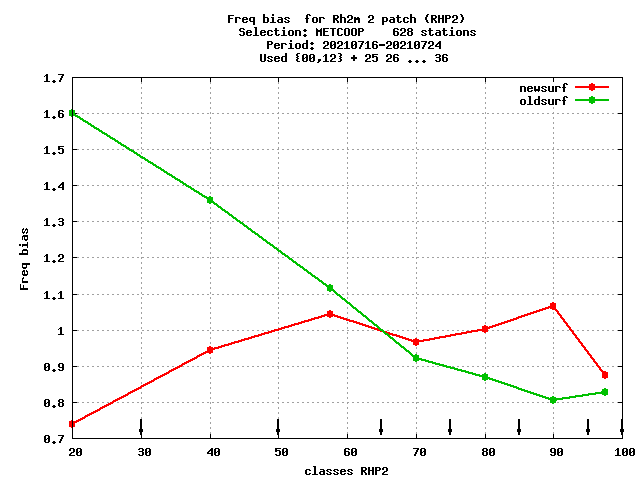 Freq bias  for Rh2m 2 patch (RHP2)
Selection: METCOOP    628 stations
Period: 20210716-20210724
Used {00,12} + 25 26 ... 36
newsurf
oldsurf
1.7
1.6
1.5
1.4
1.3
1.2
1.1
1
0.9
0.8
0.7
Freq bias
20 30 40 50 60 70 80 90 100
classes RHP2